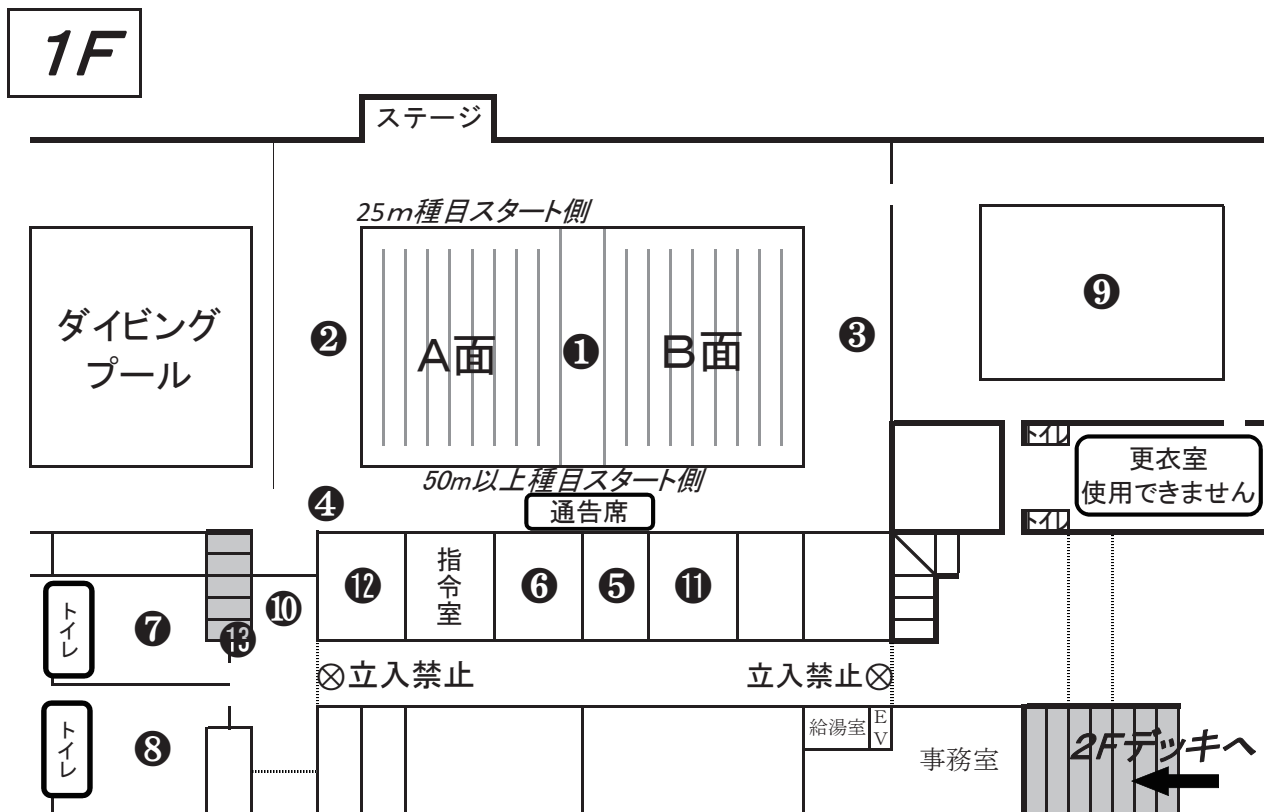 1F
ステージ
25m種目スタート側
ダイビング
プール
❷
A面
❶
B面
❸
❾
50m以上種目スタート側
トイレ
更衣室
使用できません
トイレ
❹
通告席
⓬
指令室
❻
❺
⓫
トイレ
❼
⓭
❿
⊗立入禁止
立入禁止⊗
トイレ
❽
給湯室
EV
事務室
2Fデッキへ